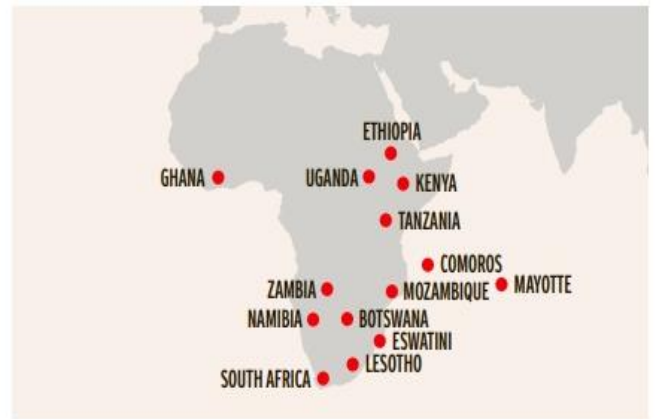 ETHIOPIA
GHANA
UGANDA
KENYA
TANZANIA
COMOROS
ZAMBIA
MOZAMBIQUE
MAYOTTE
NAMIBIA
BOTSWANA
ESWATINI
LESOTHO
SOUTH AFRICA